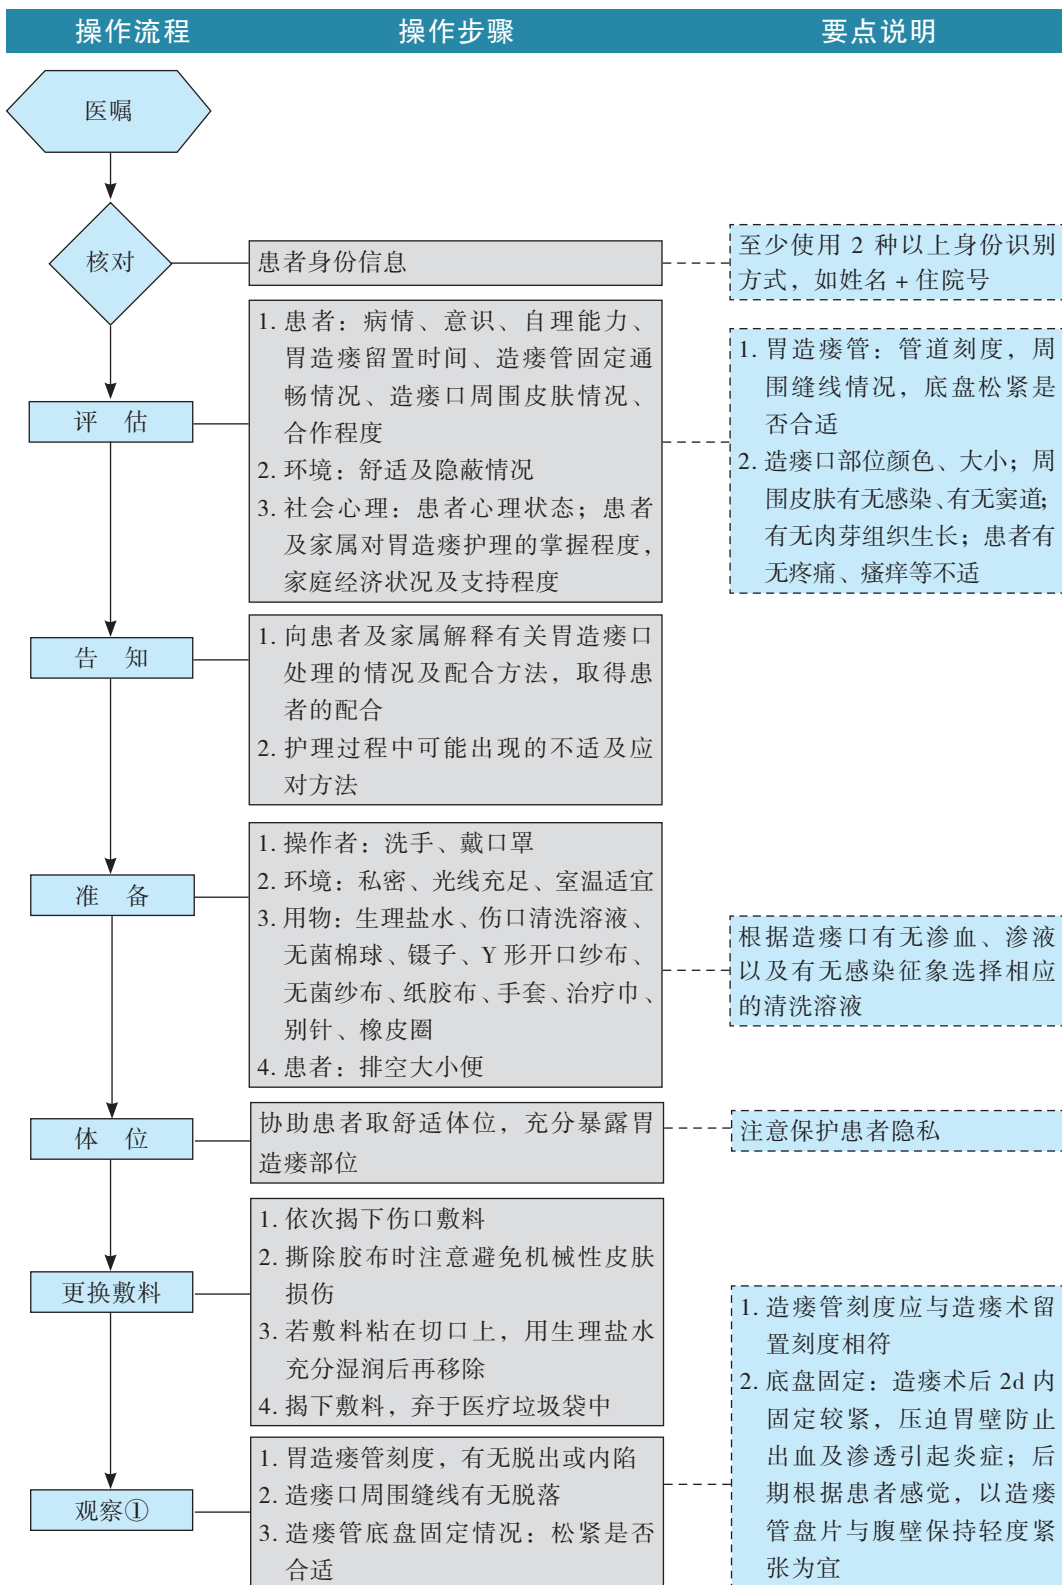 操作流程
操作步骤
要点说明
医嘱
核对
患者身份信息
至少使用 2 种以上身份识别
方式，如姓名 + 住院号
评 估
1. 患者：病情、意识、自理能力、
胃造瘘留置时间、造瘘管固定通
畅情况、造瘘口周围皮肤情况、
合作程度
2. 环境：舒适及隐蔽情况
3. 社会心理：患者心理状态；患者
及家属对胃造瘘护理的掌握程度，
家庭经济状况及支持程度
1. 胃造瘘管：管道刻度，周
围缝线情况，底盘松紧是
否合适
2. 造瘘口部位颜色、大小；周
围皮肤有无感染、有无窦道；
有无肉芽组织生长；患者有
无疼痛、瘙痒等不适
告 知
1. 向患者及家属解释有关胃造瘘口
处理的情况及配合方法，取得患
者的配合
2. 护理过程中可能出现的不适及应
对方法
准 备
1. 操作者：洗手、戴口罩
2. 环境：私密、光线充足、室温适宜
3. 用物：生理盐水、伤口清洗溶液、
无菌棉球、镊子、Y 形开口纱布、
无菌纱布、纸胶布、手套、治疗巾、
别针、橡皮圈
4. 患者：排空大小便
根据造瘘口有无渗血、渗液
以及有无感染征象选择相应
的清洗溶液
体 位
协助患者取舒适体位，充分暴露胃
造瘘部位
注意保护患者隐私
更换敷料
1. 依次揭下伤口敷料
2. 撕除胶布时注意避免机械性皮肤
损伤
3. 若敷料粘在切口上，用生理盐水
充分湿润后再移除
4. 揭下敷料，弃于医疗垃圾袋中
观察①
1. 胃造瘘管刻度，有无脱出或内陷
2. 造瘘口周围缝线有无脱落
3. 造瘘管底盘固定情况：松紧是否
合适
1. 造瘘管刻度应与造瘘术留
置刻度相符
2. 底盘固定：造瘘术后 2d 内
固定较紧，压迫胃壁防止
出血及渗透引起炎症；后
期根据患者感觉，以造瘘
管盘片与腹壁保持轻度紧
张为宜